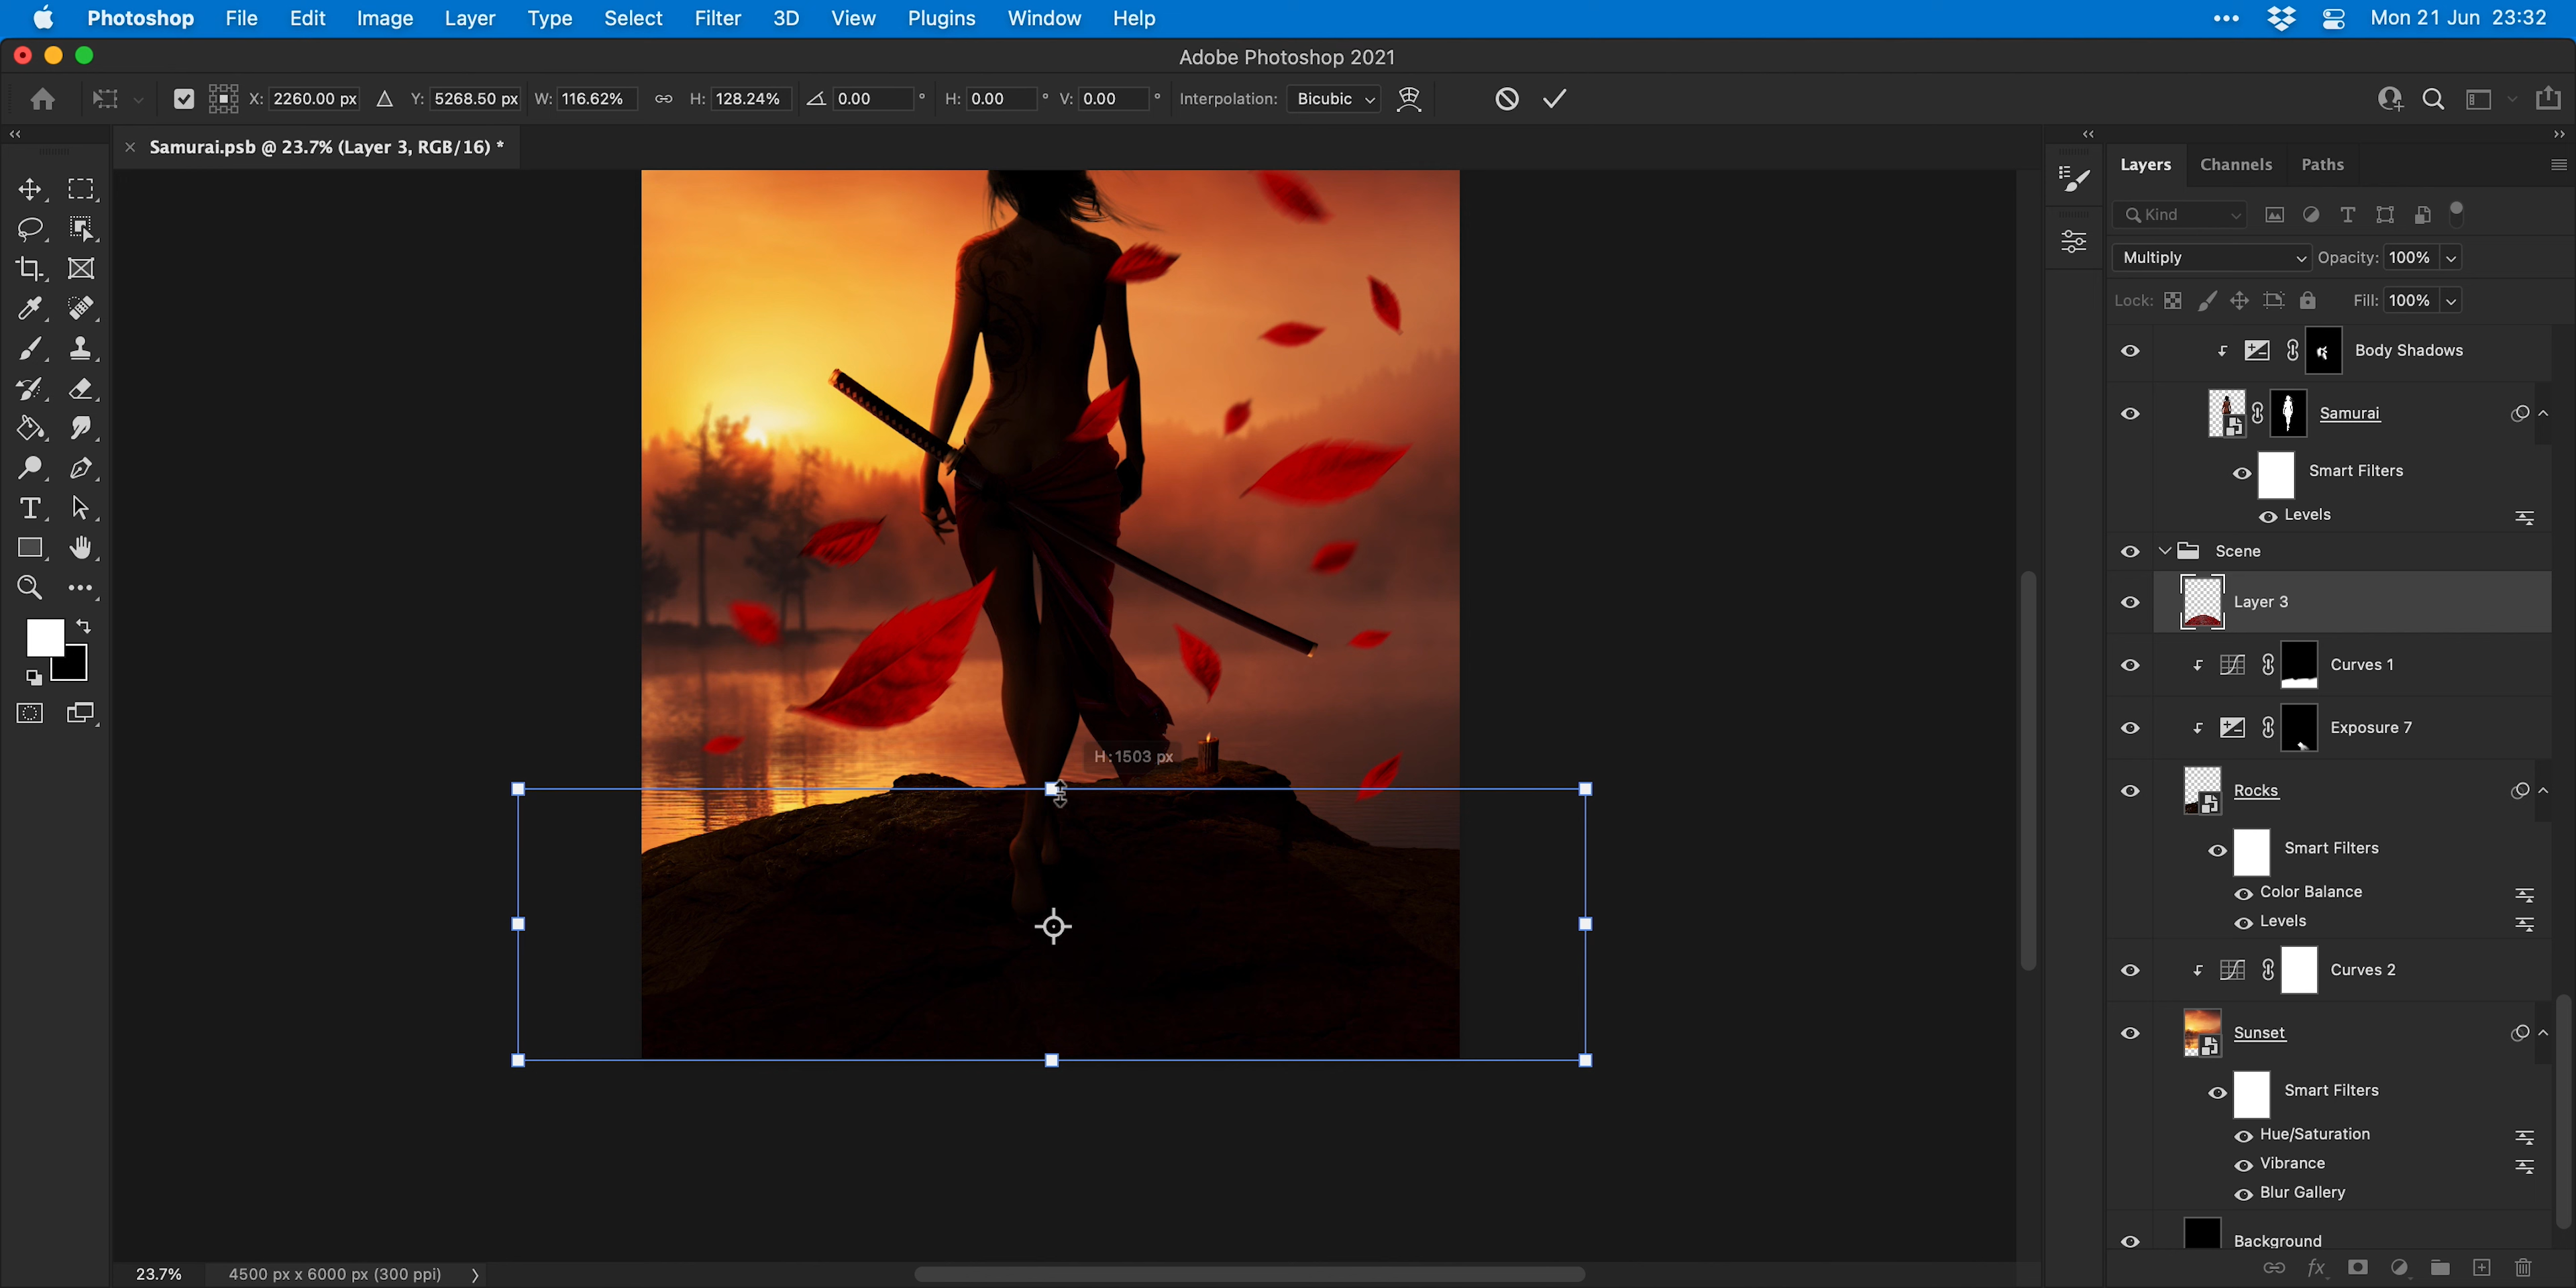 Photoshop File Edit Image Layer Type Select Filter 3D View Plugins Window Help Mon 21 Jun 23:32
Adobe Photoshop 2021
X: 2260.00 px Y: 5268.50 px W: 116.62% H: 128.24% 0.00 ° H: 0.00 ° V: 0.00 ° Interpolation: Bicubic
Samurai.psb @ 23.7% (Layer 3, RGB/16) *
Layers Channels Paths
Kind
Multiply Opacity: 100%
Lock: Fill: 100%
Body Shadows
Samurai
Smart Filters
Levels
Scene
Layer 3
Curves 1
Exposure 7
H: 1503 px
Rocks
Smart Filters
Color Balance
Levels
Curves 2
Sunset
Smart Filters
Hue/Saturation
Vibrance
Blur Gallery
Background
23.7% 4500 px x 6000 px (300 ppi)
fx